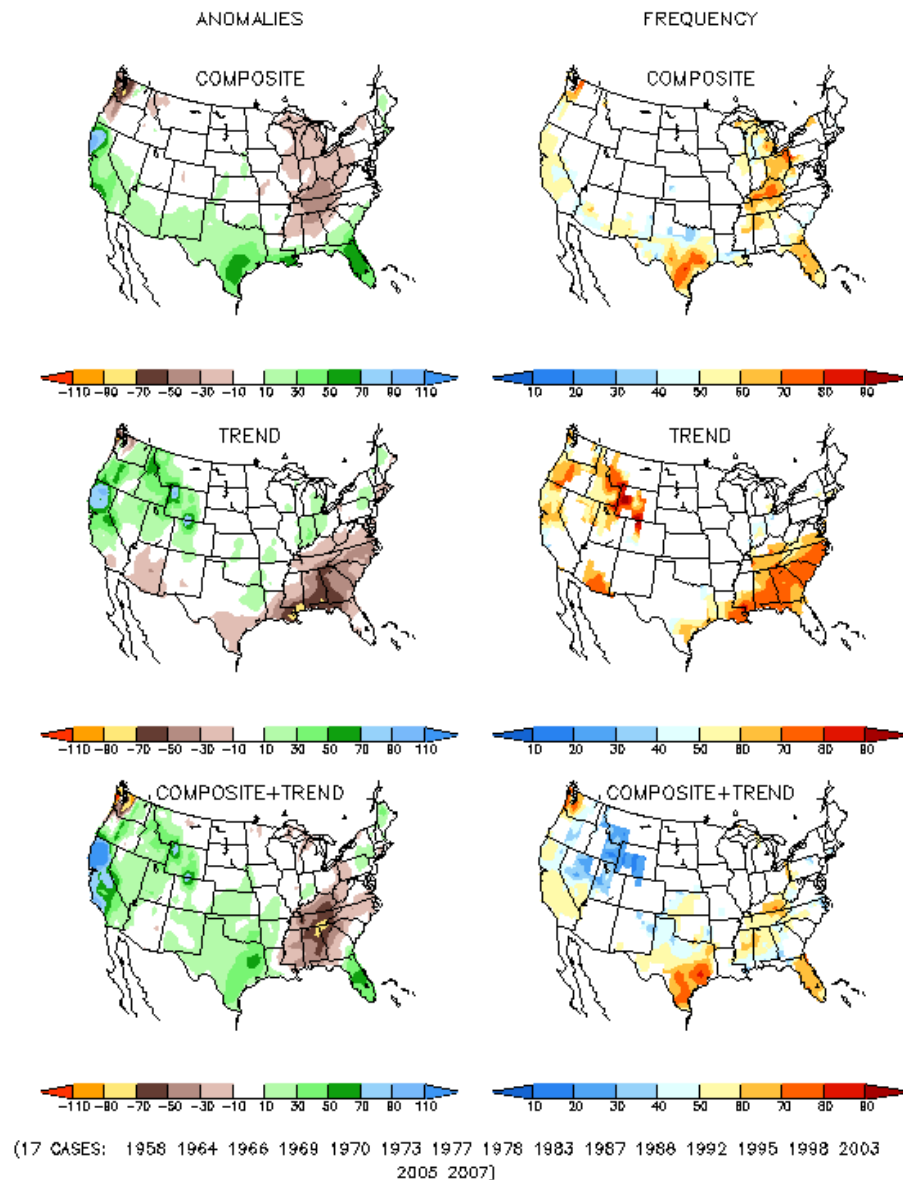 ANOMALIES FREQUENCY
COMPOSITE COMPOSITE
-110 -90 -70 -50 -30 -10 10 30 50 70 90 110 10 20 30 40 50 60 70 80 90
TREND TREND
-110 -90 -70 -50 -30 -10 10 30 50 70 90 110 10 20 30 40 50 60 70 80 90
COMPOSITE+TREND COMPOSITE+TREND
-110 -90 -70 -50 -30 -10 10 30 50 70 90 110 10 20 30 40 50 60 70 80 90
(17 CASES: 1958 1964 1966 1969 1970 1973 1977 1978 1983 1987 1988 1992 1995 1998 2003
2005 2007)